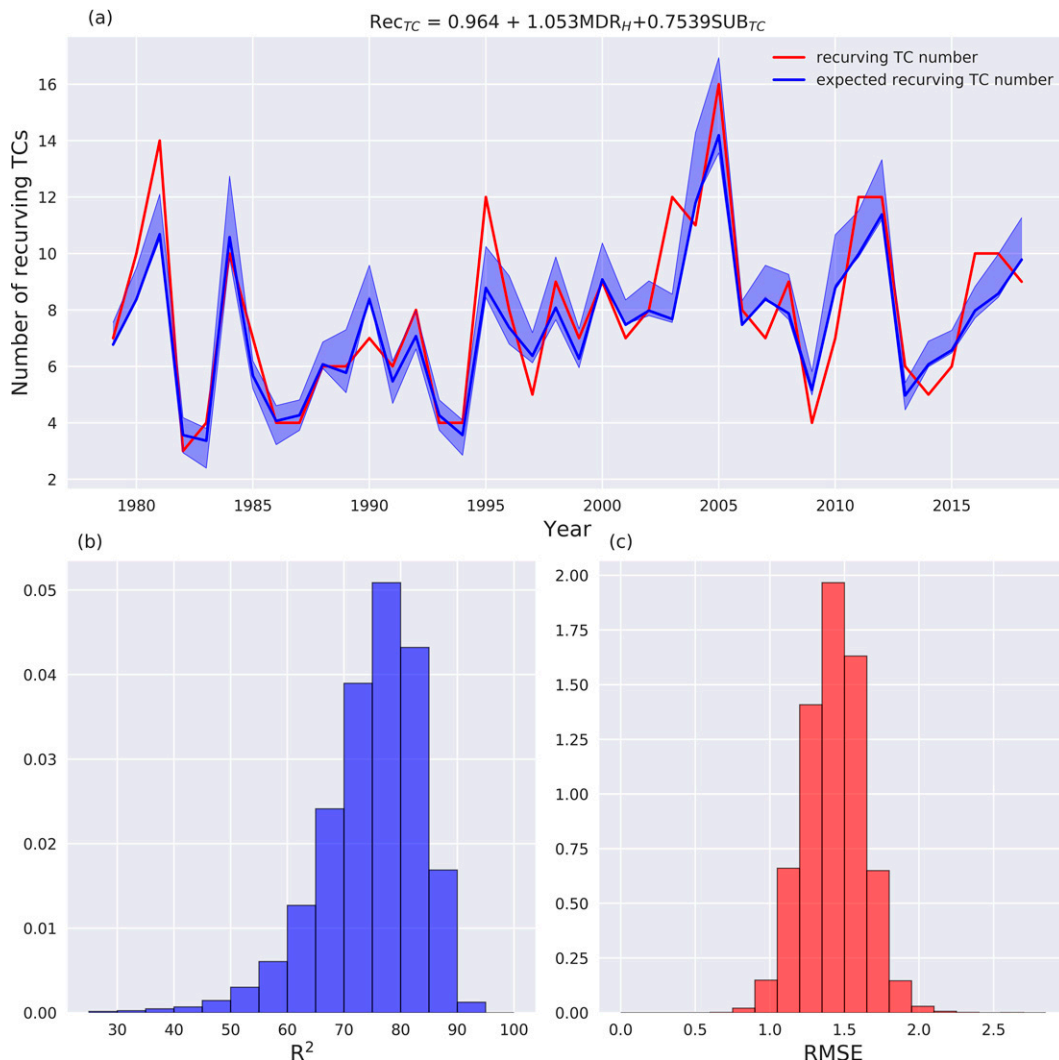 (a)
Rec_TC = 0.964 + 1.053MDR_H+0.7539SUB_TC
recurving TC number
expected recurving TC number
Number of recurving TCs
16
14
12
10
8
6
4
2
1980 1985 1990 1995 2000 2005 2010 2015
Year
(b)
0.05
0.04
0.03
0.02
0.01
0.00
30 40 50 60 70 80 90 100
R²
(c)
2.00
1.75
1.50
1.25
1.00
0.75
0.50
0.25
0.00
0.0 0.5 1.0 1.5 2.0 2.5
RMSE